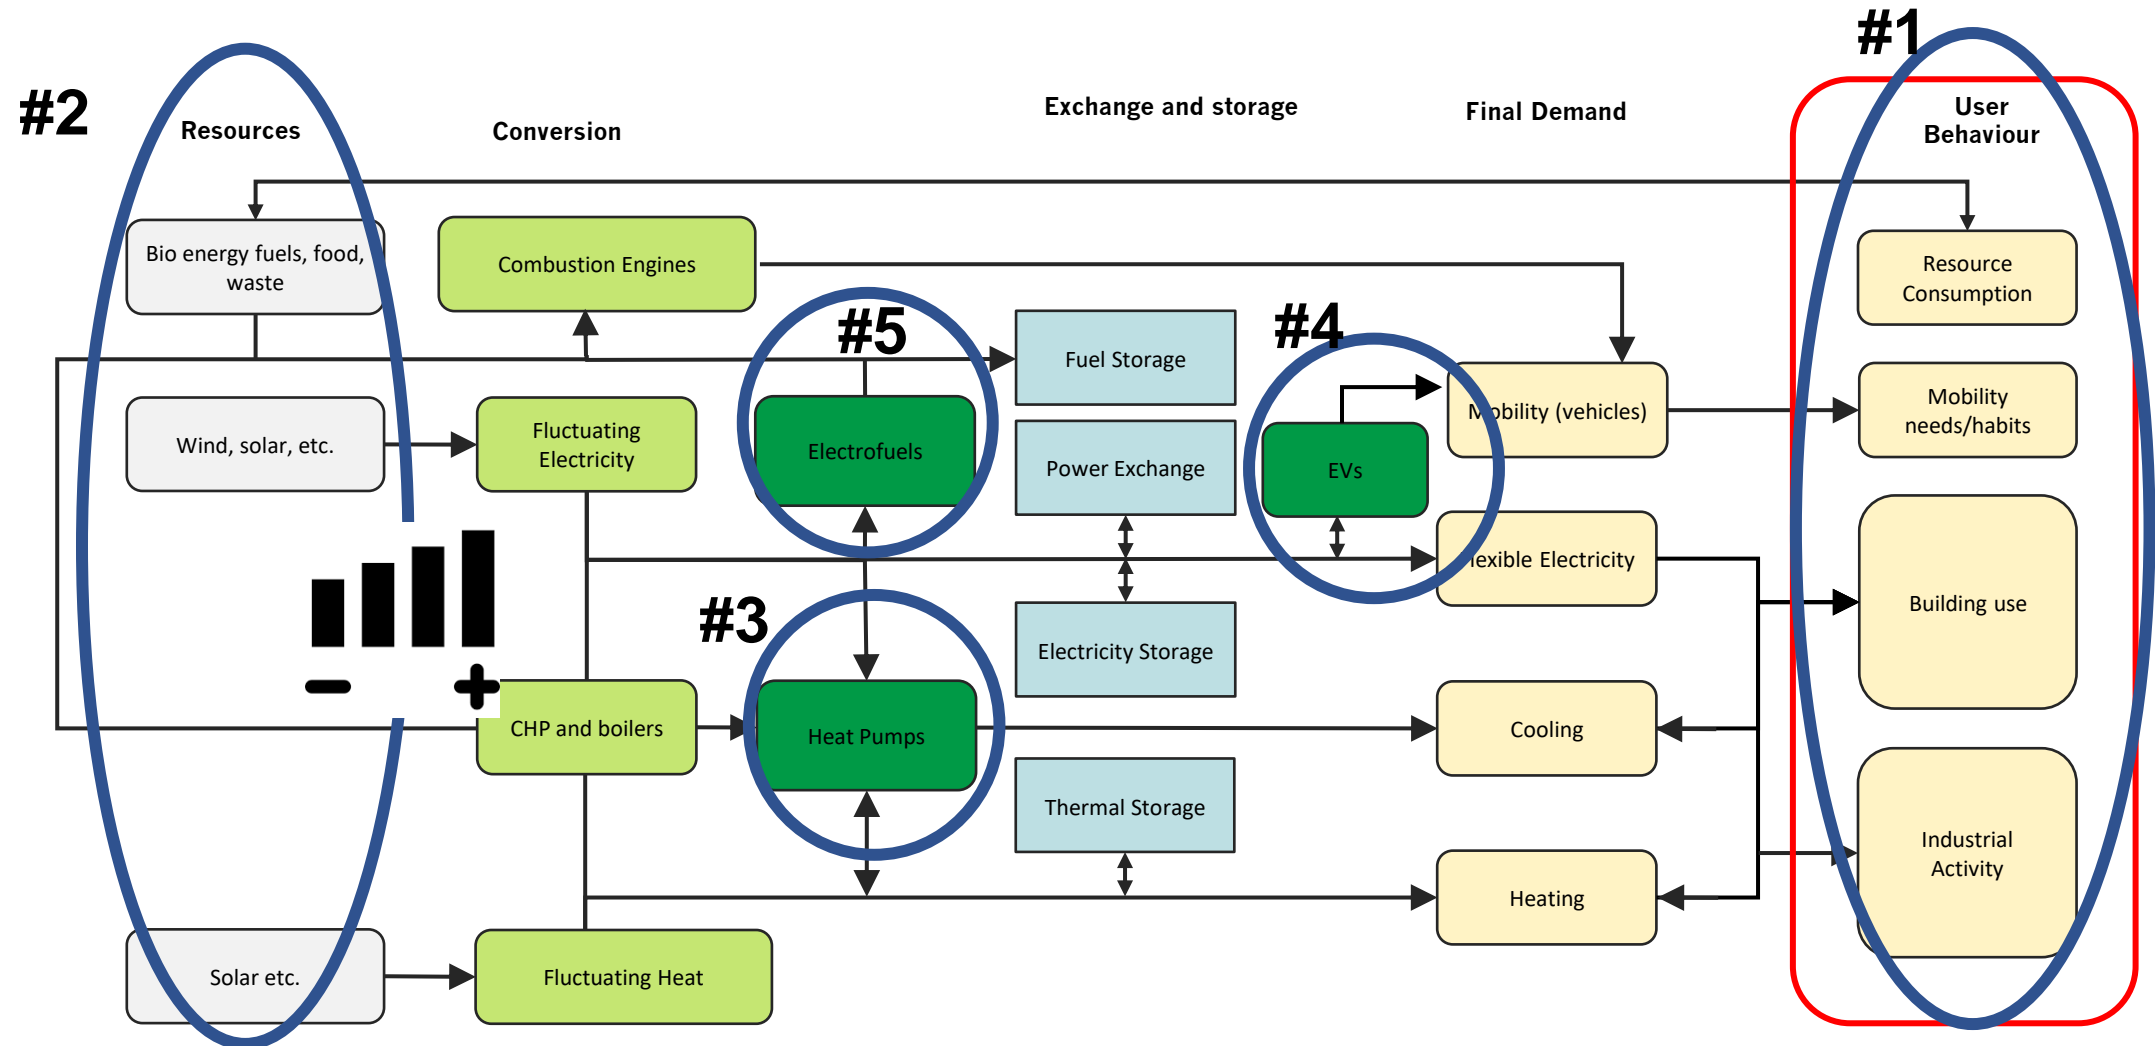 #1
#2
Resources
Conversion
Exchange and storage
Final Demand
User
Behaviour
Bio energy fuels, food,
waste
Combustion Engines
Resource
Consumption
#5
#4
Fuel Storage
Mobility (vehicles)
Mobility
needs/habits
Wind, solar, etc.
Fluctuating
Electricity
Electrofuels
Power Exchange
EVs
lexible Electricity
Building use
#3
Electricity Storage
CHP and boilers
Heat Pumps
Cooling
Thermal Storage
Industrial
Activity
Heating
Solar etc.
Fluctuating Heat